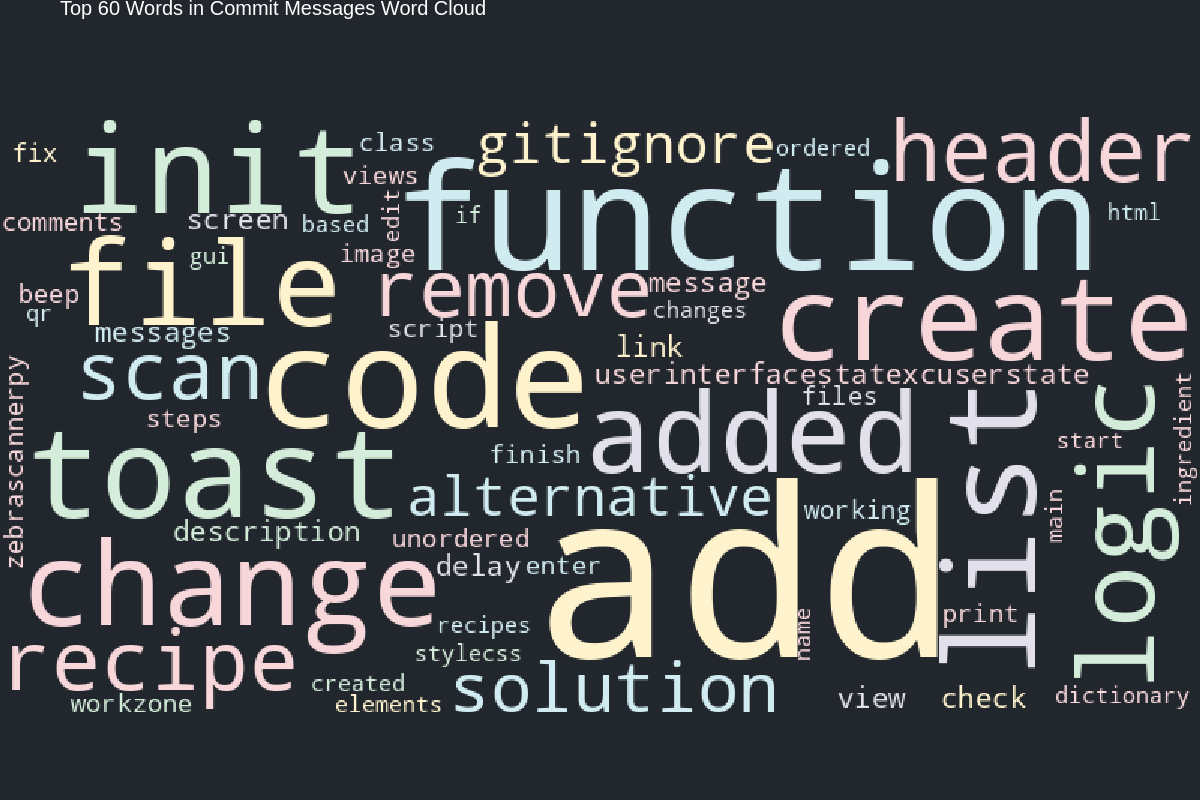 Top 60 Words in Commit Messages Word Cloud
fix
init
class
gitignore
ordered
header
views
comments
screen
based
edit
if
function
html
file
gui
image
beep
qr
remove
message
changes
create
messages
script
link
scan
code
userinterfacestatexcuserstate
files
zebrascannerpy
steps
added
list
logic
start
ingredient
toast
finish
alternative
working
main
description
unordered
delay
enter
add
change
recipes
name
print
recipe
stylecss
workzone
created
elements
solution
view
check
dictionary